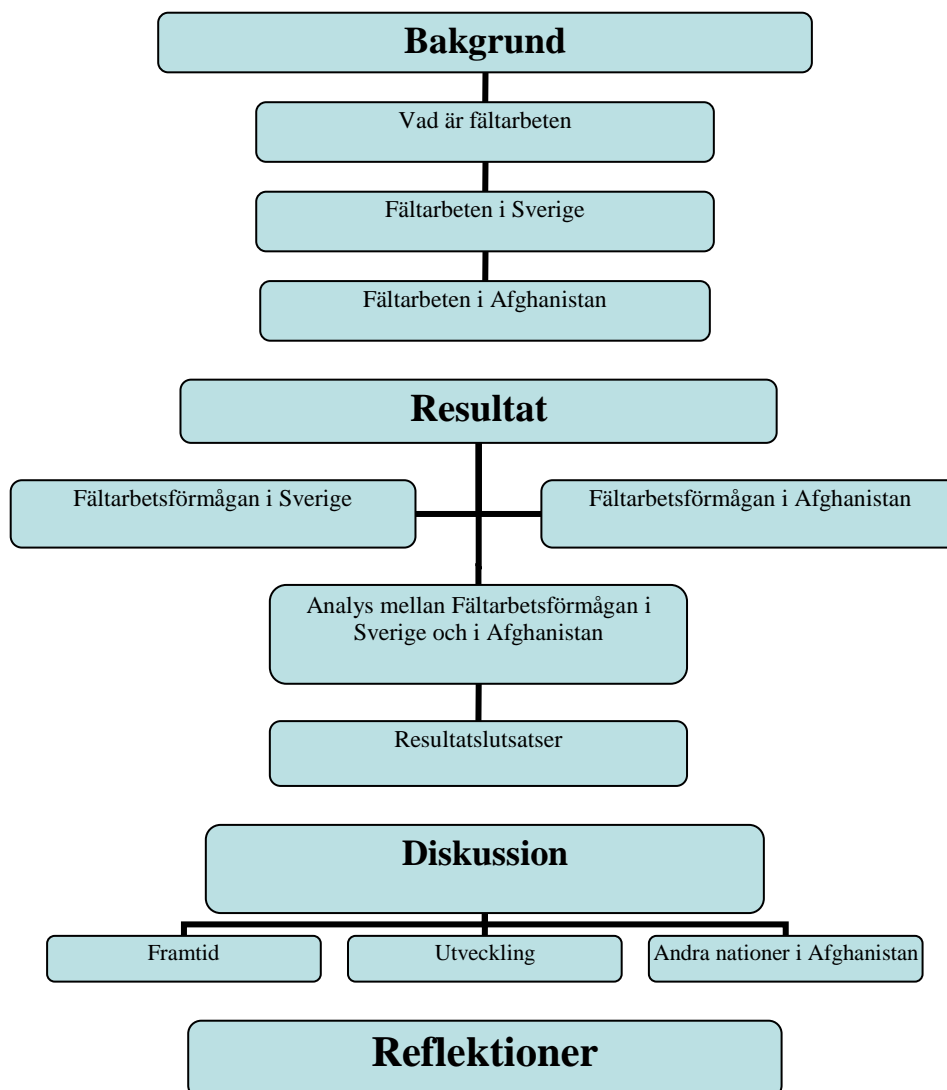 Bakgrund
Vad är fältarbeten
Fältarbeten i Sverige
Fältarbeten i Afghanistan
Resultat
Fältarbetsförmågan i Sverige
Fältarbetsförmågan i Afghanistan
Analys mellan Fältarbetsförmågan i
Sverige och i Afghanistan
Resultatslutsatser
Diskussion
Framtid
Utveckling
Andra nationer i Afghanistan
Reflektioner